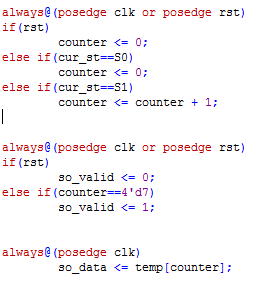 always@(posedge clk or posedge rst)
if(rst)
counter <= 0;
else if(cur_st==S0)
counter <= 0;
else if(cur_st==S1)
counter <= counter + 1;
always@(posedge clk or posedge rst)
if(rst)
so_valid <= 0;
else if(counter==4'd7)
so_valid <= 1;
always@(posedge clk)
so_data <= temp[counter];